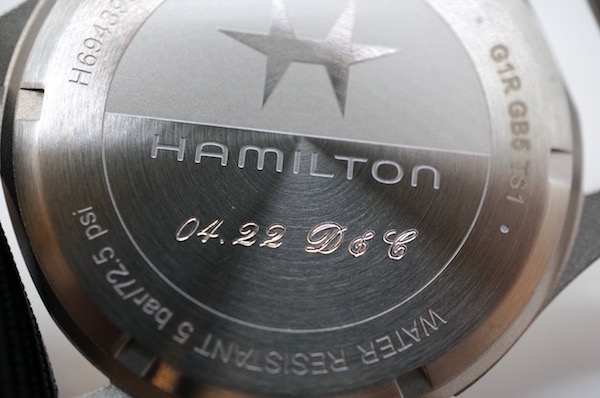 HAMILTON
04.22 D & C
G1R GB5 TS1
WATER RESISTANT 5 bar/72.5 psi